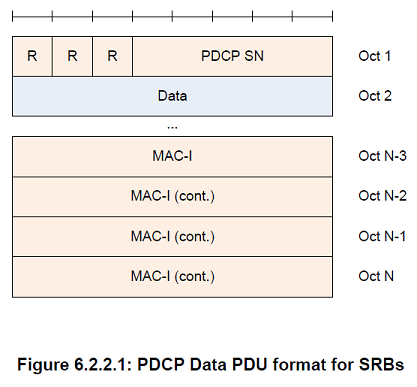 R R R PDCP SN Oct 1
Data Oct 2
...
MAC-I Oct N-3
MAC-I (cont.) Oct N-2
MAC-I (cont.) Oct N-1
MAC-I (cont.) Oct N
Figure 6.2.2.1: PDCP Data PDU format for SRBs